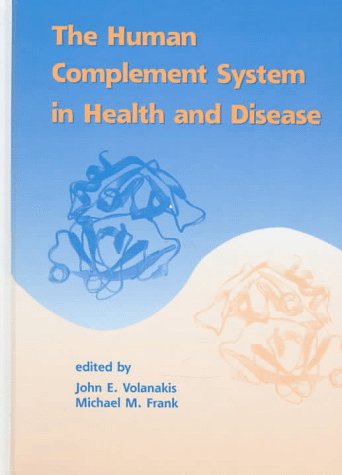 The Human
Complement System
in Health and Disease
edited by
John E. Volanakis
Michael M. Frank